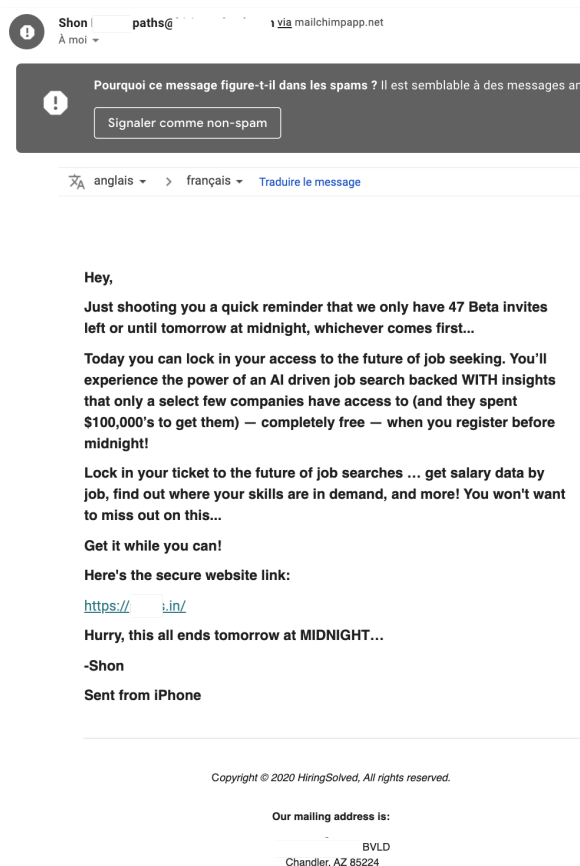 Shon paths@ via mailchimpapp.net
À moi
Pourquoi ce message figure-t-il dans les spams ? Il est semblable à des messages
Signaler comme non-spam
anglais > français Traduire le message
Hey,
Just shooting you a quick reminder that we only have 47 Beta invites
left or until tomorrow at midnight, whichever comes first...
Today you can lock in your access to the future of job seeking. You’ll
experience the power of an AI driven job search backed WITH insights
that only a select few companies have access to (and they spent
$100,000’s to get them) — completely free — when you register before
midnight!
Lock in your ticket to the future of job searches … get salary data by
job, find out where your skills are in demand, and more! You won't want
to miss out on this...
Get it while you can!
Here's the secure website link:
https:// s.in/
Hurry, this all ends tomorrow at MIDNIGHT…
-Shon
Sent from iPhone
Copyright © 2020 HiringSolved, All rights reserved.
Our mailing address is:
BVLD
Chandler, AZ 85224